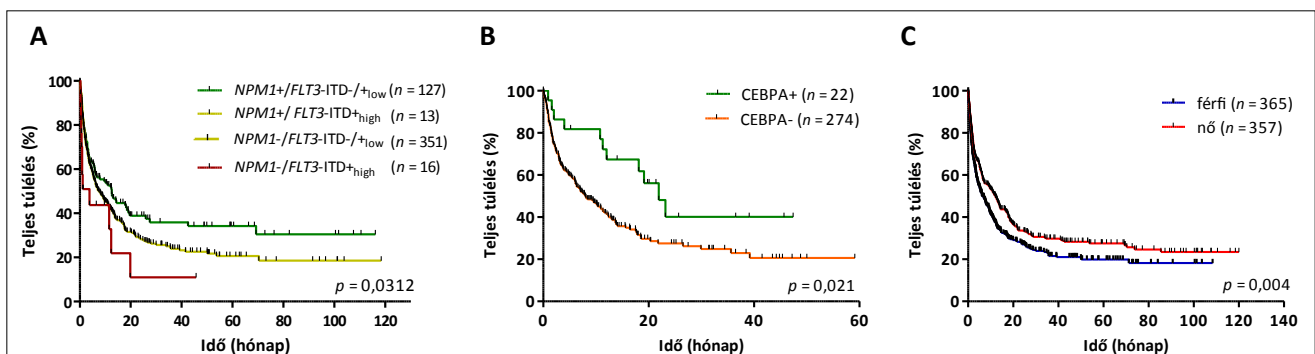 A
Teljes túlélés (%)
100
80
60
40
20
0
0 20 40 60 80 100 120
Idő (hónap)
NPM1+/FLT3-ITD-/+low (n = 127)
NPM1+/ FLT3-ITD+high (n = 13)
NPM1-/FLT3-ITD-/+low (n = 351)
NPM1-/FLT3-ITD+high (n = 16)
p = 0,0312
B
Teljes túlélés (%)
100
80
60
40
20
0
0 20 40 60
Idő (hónap)
CEBPA+ (n = 22)
CEBPA- (n = 274)
p = 0,021
C
Teljes túlélés (%)
100
80
60
40
20
0
0 20 40 60 80 100 120 140
Idő (hónap)
férfi (n = 365)
nő (n = 357)
p = 0,004